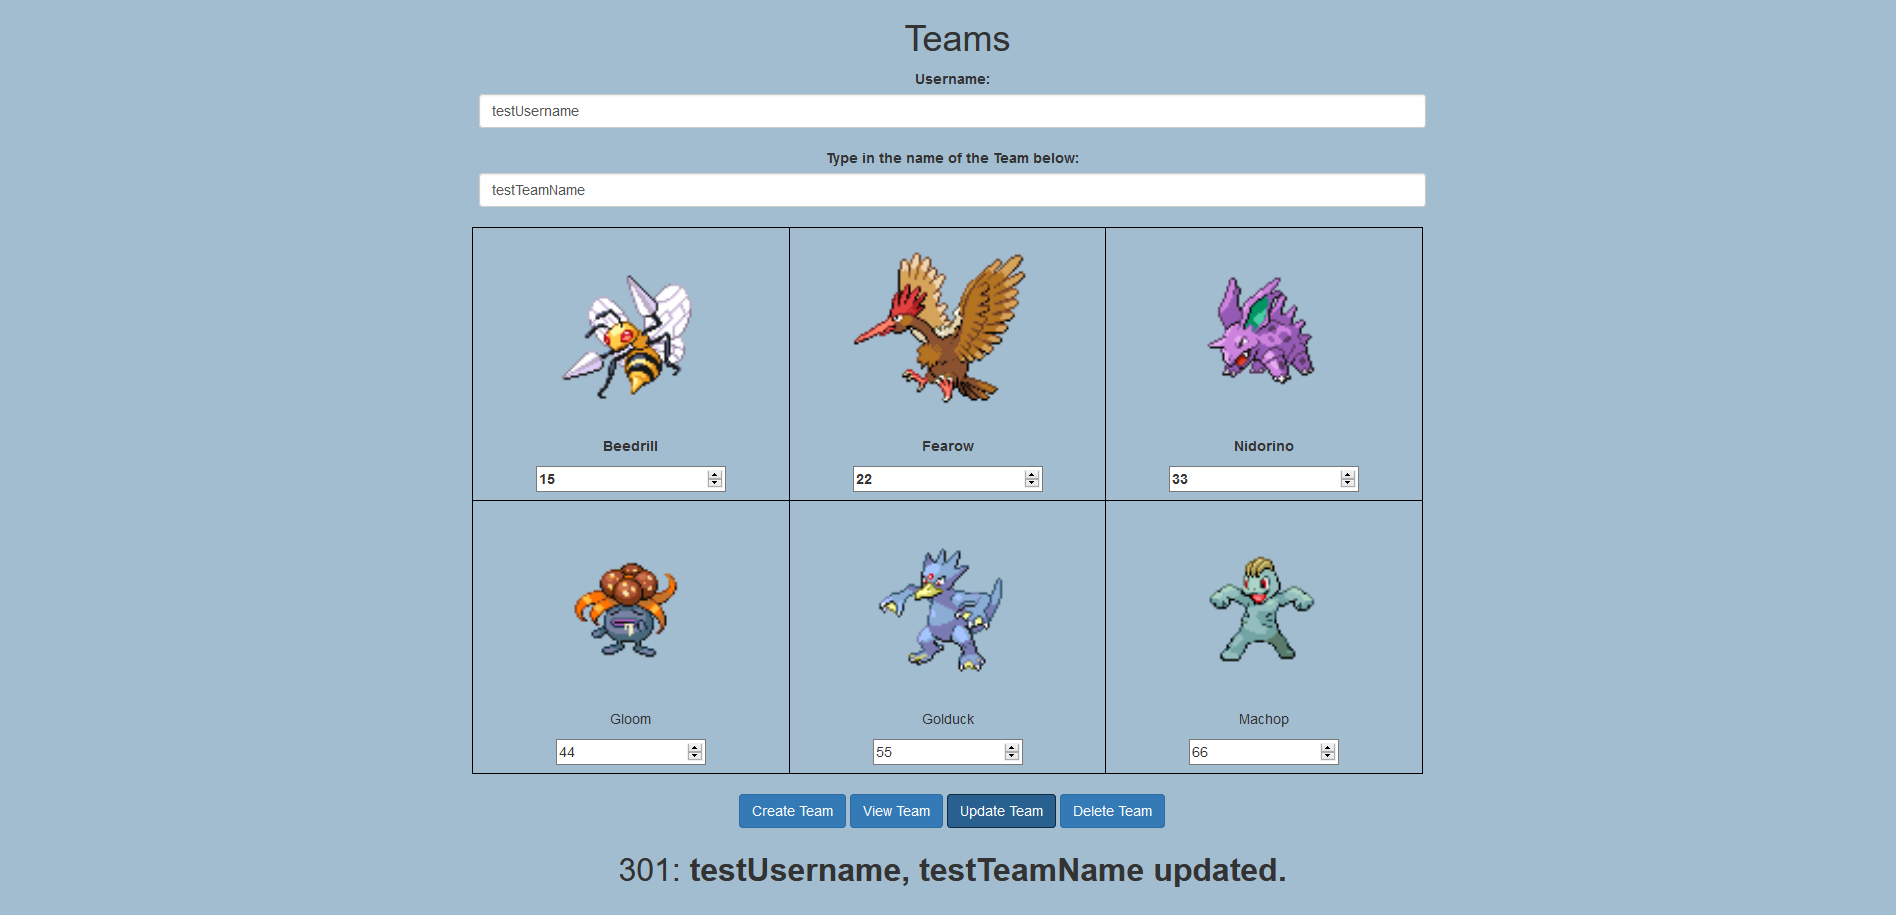 Teams
Username:
testUsername
Type in the name of the Team below:
testTeamName
Beedrill Fearow Nidorino
15 22 33
Gloom Golduck Machop
44 55 66
Create Team View Team Update Team Delete Team
301: testUsername, testTeamName updated.